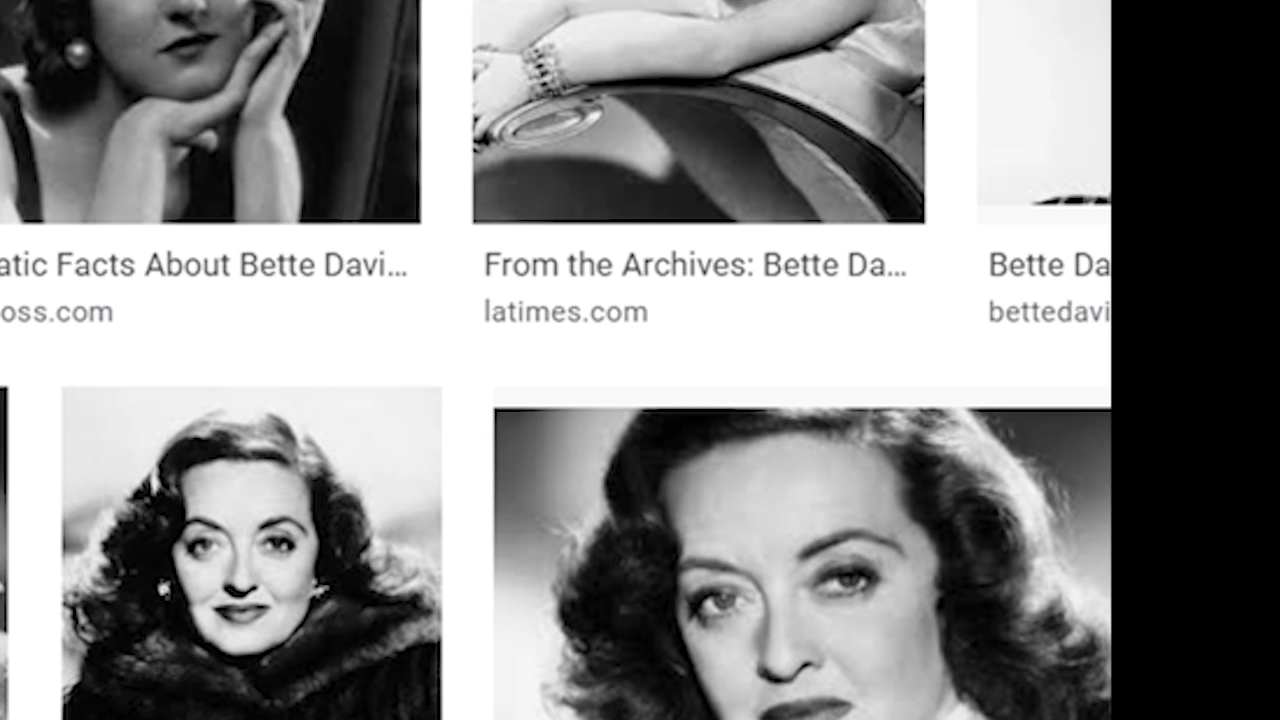 atic Facts About Bette Davi...
oss.com
From the Archives: Bette Da...
latimes.com
Bette Da
bettedavi